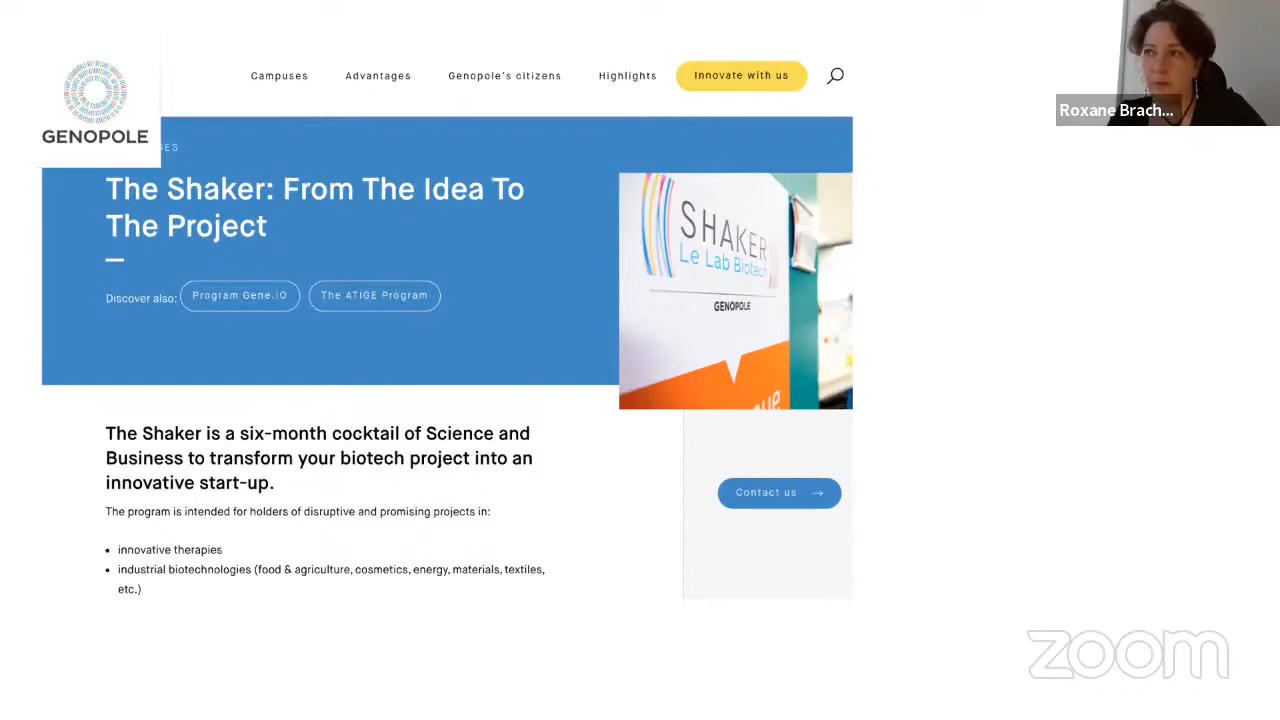 Campuses
Advantages
Genopole's citizens
Highlights
Innovate with us
GENOPOLE
Roxane Brach...
The Shaker: From The Idea To
The Project
Discover also:
Program Gene.IO
The ATIGE Program
SHAKER
Le Lab Biotech
GENOPOLE
The Shaker is a six-month cocktail of Science and
Business to transform your biotech project into an
innovative start-up.
The program is intended for holders of disruptive and promising projects in:
• innovative therapies
• industrial biotechnologies (food & agriculture, cosmetics, energy, materials, textiles,
etc.)
Contact us →
zoom